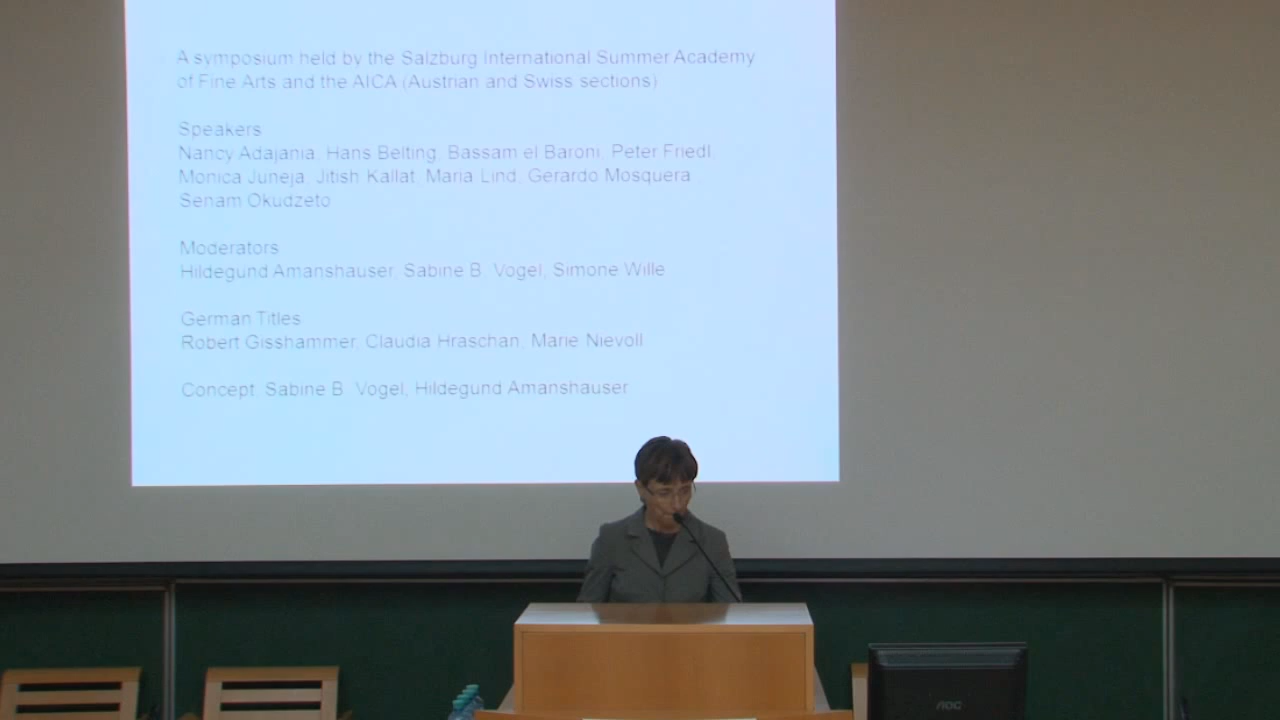 A symposium held by the Salzburg International Summer Academy
of Fine Arts and the AICA (Austrian and Swiss sections)
Speakers
Nancy Adajania, Hans Belting, Bassam el Baroni, Peter Friedl,
Monica Juneja, Jitish Kallat, Maria Lind, Gerardo Mosquera,
Senam Okudzeto
Moderators
Hildegund Amanshauser, Sabine B. Vogel, Simone Wille
German Titles
Robert Gisshammer, Claudia Hraschan, Marie Nievoll
Concept: Sabine B. Vogel, Hildegund Amanshauser
AOC